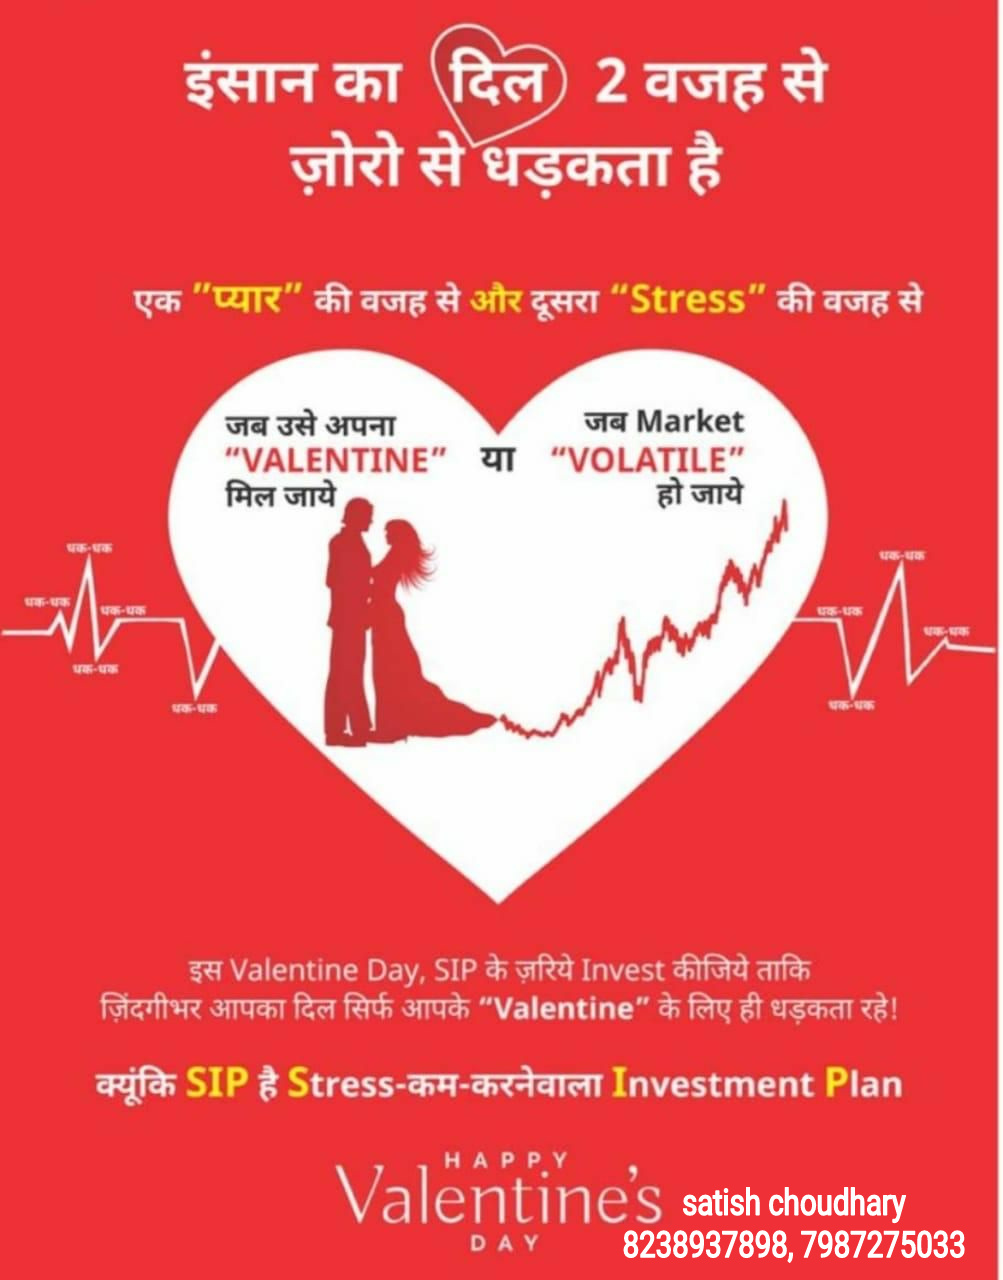 इंसान का दिल 2 वजह से
ज़ोरो से धड़कता है
एक ”प्यार” की वजह से और दूसरा “Stress” की वजह से
जब उसे अपना
“VALENTINE”
मिल जाये
या
जब Market
“VOLATILE”
हो जाये
धक-धक
धक-धक
धक-धक
धक-धक
धक-धक
धक-धक
धक-धक
धक-धक
धक-धक
इस Valentine Day, SIP के ज़रिये Invest कीजिये ताकि
ज़िंदगीभर आपका दिल सिर्फ आपके “Valentine” के लिए ही धड़कता रहे!
क्यूंकि SIP है Stress-कम-करनेवाला Investment Plan
HAPPY
Valentine’s
DAY
satish choudhary
8238937898, 7987275033